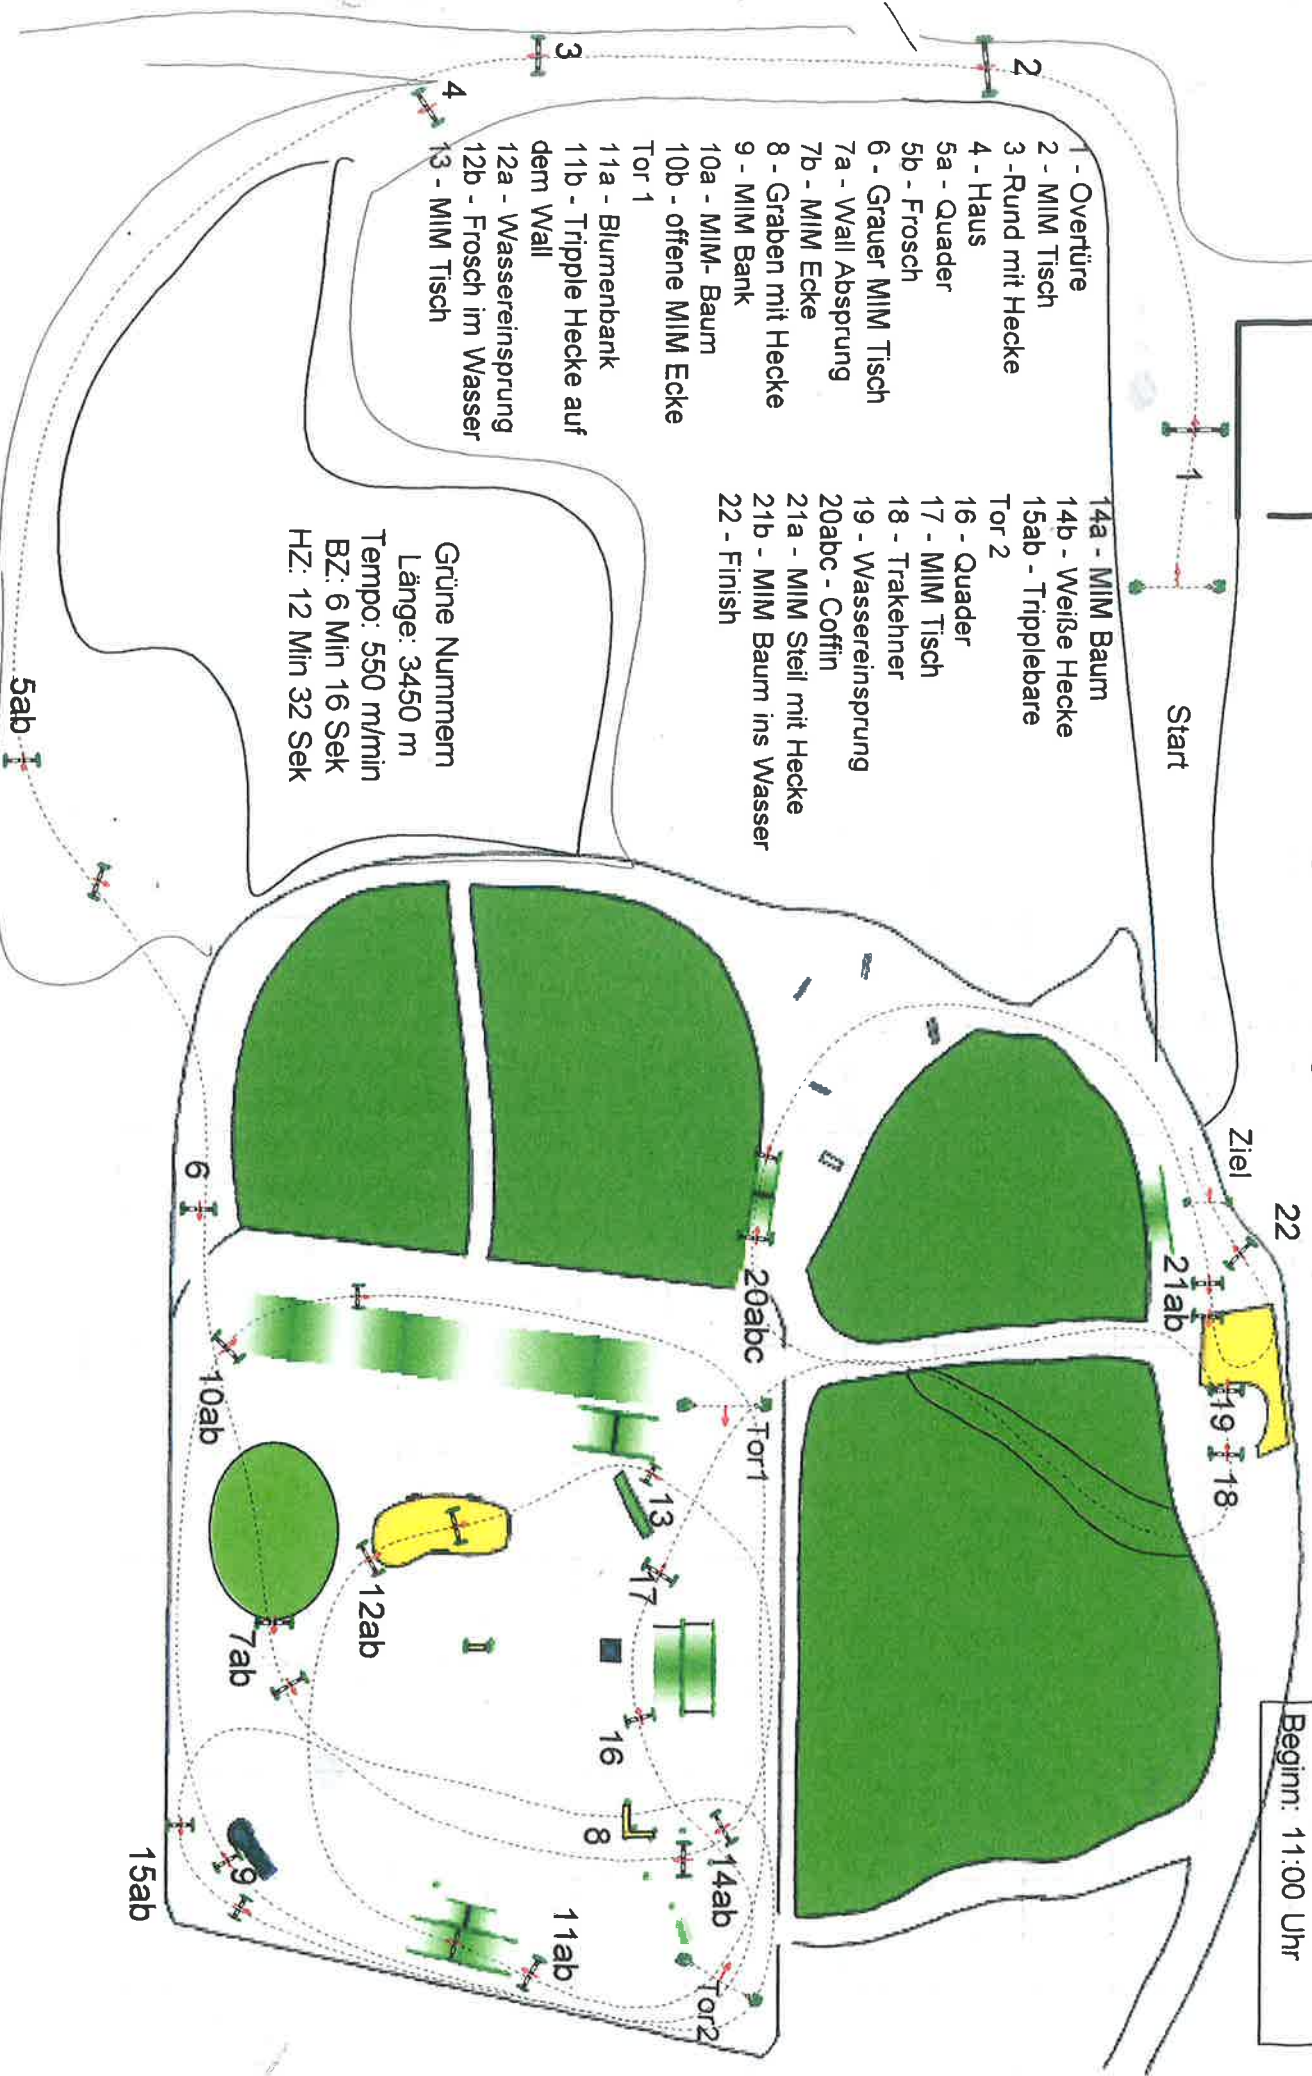 Beginn: 11:00 Uhr
1 - Overtüre
2 - MIM Tisch
3 -Rund mit Hecke
4 - Haus
5a - Quader
5b - Frosch
6 - Grauer MIM Tisch
7a - Wall Absprung
7b - MIM Ecke
8 - Graben mit Hecke
9 - MIM Bank
10a - MIM- Baum
10b - offene MIM Ecke
Tor 1
11a - Blumenbank
11b - Tripple Hecke auf
dem Wall
12a - Wassereinsprung
12b - Frosch im Wasser
13 - MIM Tisch
14a - MIM Baum
14b - Weiße Hecke
15ab - Tripplebare
Tor 2
16 - Quader
17 - MIM Tisch
18 - Trakehner
19 - Wassereinsprung
20abc - Coffin
21a - MIM Steil mit Hecke
21b - MIM Baum ins Wasser
22 - Finish
Grüne Nummern
Länge: 3450 m
Tempo: 550 m/min
BZ: 6 Min 16 Sek
HZ: 12 Min 32 Sek
Start
Ziel
22
1
2
3
4
5ab
6
21ab
19
18
20abc
Tor1
10ab
13
17
12ab
7ab
16
8
14ab
9
11ab
15ab
Tor2